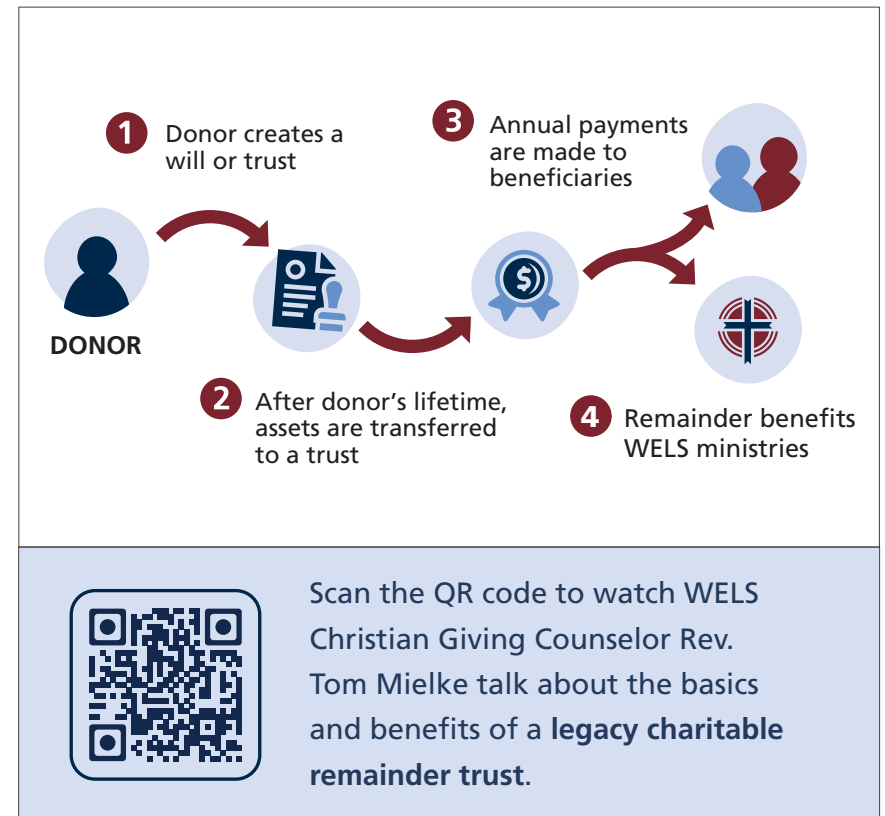 1 Donor creates a
will or trust
DONOR
2 After donor’s lifetime,
assets are transferred
to a trust
3 Annual payments
are made to
beneficiaries
$
4 Remainder benefits
WELS ministries
Scan the QR code to watch WELS
Christian Giving Counselor Rev.
Tom Mielke talk about the basics
and benefits of a legacy charitable
remainder trust.